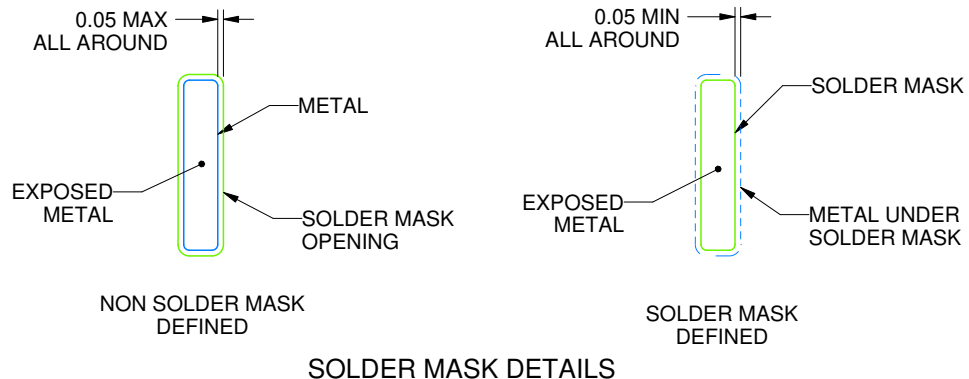 0.05 MAX
ALL AROUND
METAL
EXPOSED
METAL
SOLDER MASK
OPENING
NON SOLDER MASK
DEFINED
0.05 MIN
ALL AROUND
SOLDER MASK
EXPOSED
METAL
METAL UNDER
SOLDER MASK
SOLDER MASK
DEFINED
SOLDER MASK DETAILS